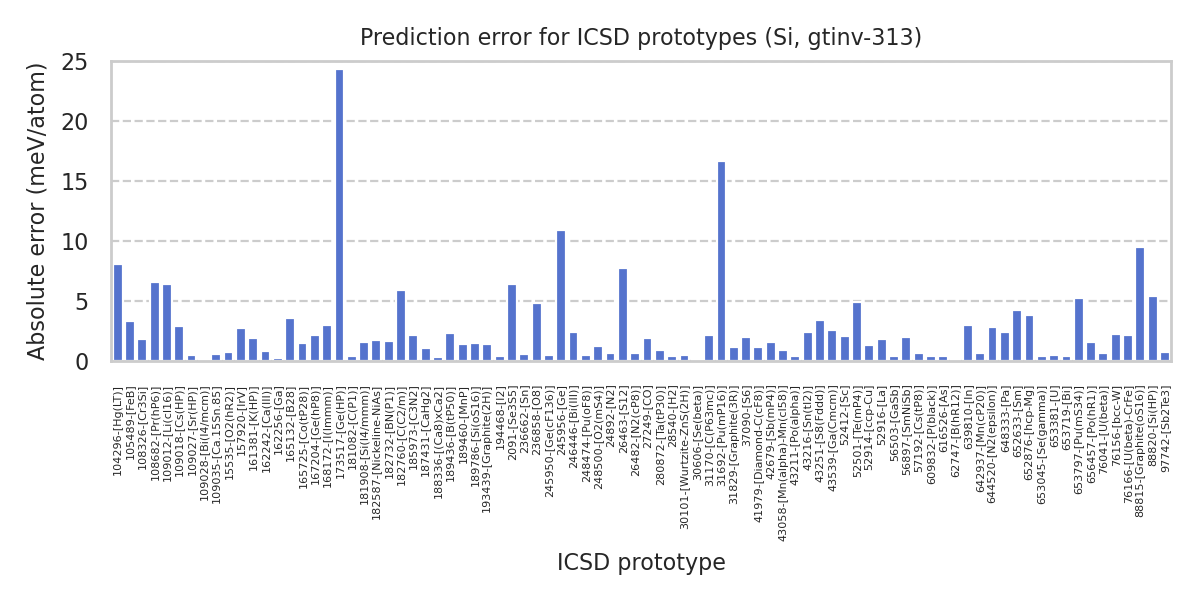 Prediction error for ICSD prototypes (Si, gtinv-313)
Absolute error (meV/atom)
25
20
15
10
5
0
104296-[Hg(LT)]
105489-[FeB]
108326-[Cr3Si]
108682-[Pr(hP6)]
109012-[Li(cI16)]
109018-[Cs(HP)]
109027-[Sr(HP)]
109028-[Bi(I4/mcm)]
109035-[Ca.15Sn.85]
15535-[O2(hR2)]
157920-[IrV]
161381-[K(HP)]
162242-[Ca(III)]
162256-[Ga]
165132-[B28]
165725-[Co(tP28)]
167204-[Ge(hP8)]
168172-[I(Immm)]
173517-[Ge(HP)]
181082-[C(P1)]
181908-[Si(I4/mmm)]
182587-[Nickeline-NiAs]
182732-[BN(P1)]
182760-[C(C2/m)]
185973-[C3N2]
187431-[CaHg2]
188336-[(Ca8)xCa2]
189436-[B(tP50)]
189460-[MnP]
189786-[Si(oS16)]
193439-[Graphite(2H)]
194468-[I2]
2091-[Se3S5]
236662-[Sn]
236858-[O8]
245950-[Ge(cF136)]
245956-[Ge]
246446-[Bi(III)]
248474-[Pu(oF8)]
248500-[O2(mS4)]
24892-[N2]
26463-[S12]
26482-[N2(cP8)]
27249-[CO]
280872-[Ta(tP30)]
28540-[H2]
30101-[Wurtzite-ZnS(2H)]
30606-[Se(beta)]
31170-[C(P63mc)]
31692-[Pu(mP16)]
31829-[Graphite(3R)]
37090-[S6]
41979-[Diamond-C(cF8)]
42679-[Sb(mP4)]
43058-[Mn(alpha)-Mn(cI58)]
43211-[Po(alpha)]
43216-[Sn(tI2)]
43251-[S8(Fddd)]
43539-[Ga(Cmcm)]
52412-[Sc]
52501-[Te(mP4)]
52914-[fcc-Cu]
52916-[La]
56503-[GaSb]
56897-[SmNiSb]
57192-[Cs(tP8)]
609832-[P(black)]
616526-[As]
62747-[B(hR12)]
639810-[In]
642937-[Mn(cP20)]
644520-[N2(epsilon)]
648333-[Pa]
652633-[Sm]
652876-[hcp-Mg]
653045-[Se(gamma)]
653381-[U]
653719-[Bi]
653797-[Pu(mS34)]
656457-[Po(hR1)]
76041-[U(beta)]
76156-[bcc-W]
76166-[U(beta)-CrFe]
88815-[Graphite(oS16)]
88820-[Si(HP)]
97742-[Sb2Te3]
ICSD prototype